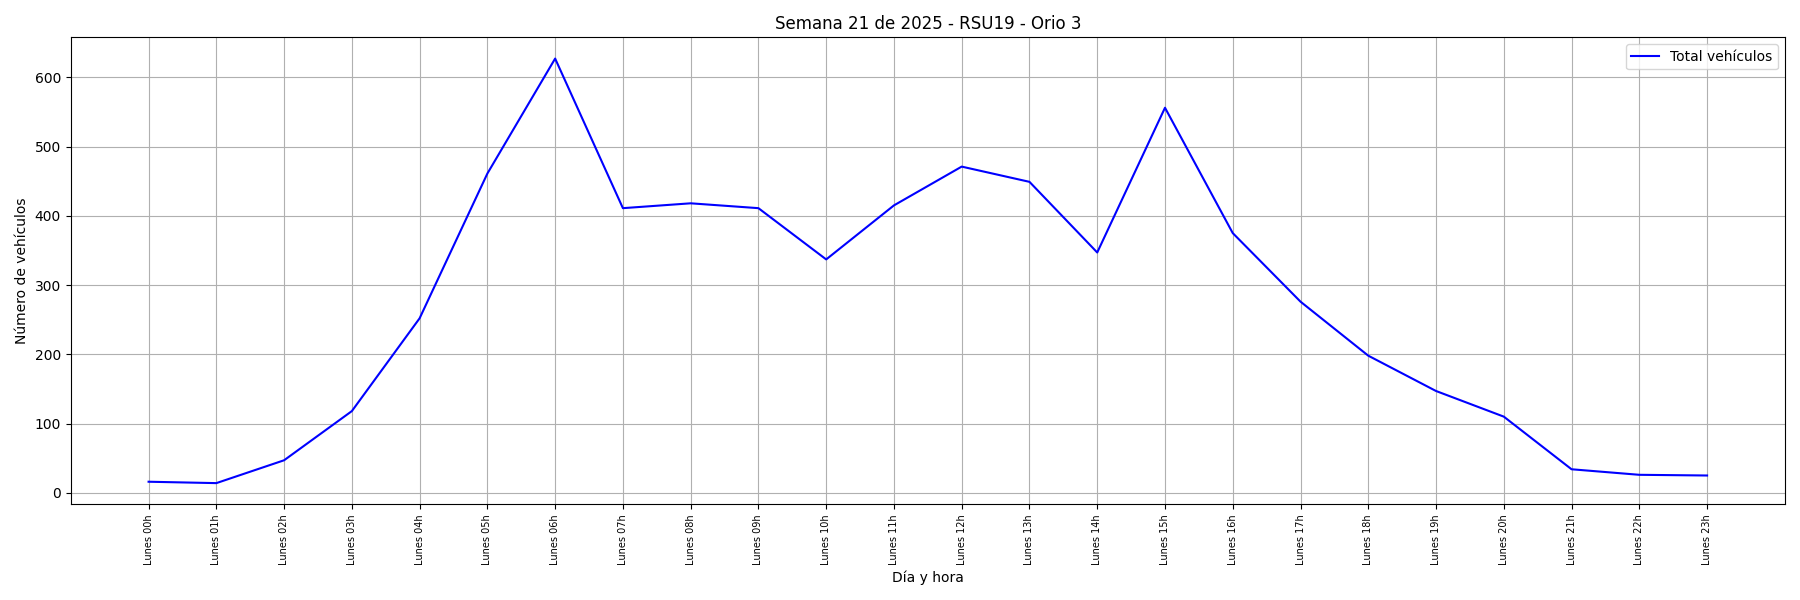 Semana 21 de 2025 - RSU19 - Orio 3
Total vehículos
Número de vehículos
600
500
400
300
200
100
0
Lunes 00h
Lunes 01h
Lunes 02h
Lunes 03h
Lunes 04h
Lunes 05h
Lunes 06h
Lunes 07h
Lunes 08h
Lunes 09h
Lunes 10h
Lunes 11h
Lunes 12h
Lunes 13h
Lunes 14h
Lunes 15h
Lunes 16h
Lunes 17h
Lunes 18h
Lunes 19h
Lunes 20h
Lunes 21h
Lunes 22h
Lunes 23h
Día y hora